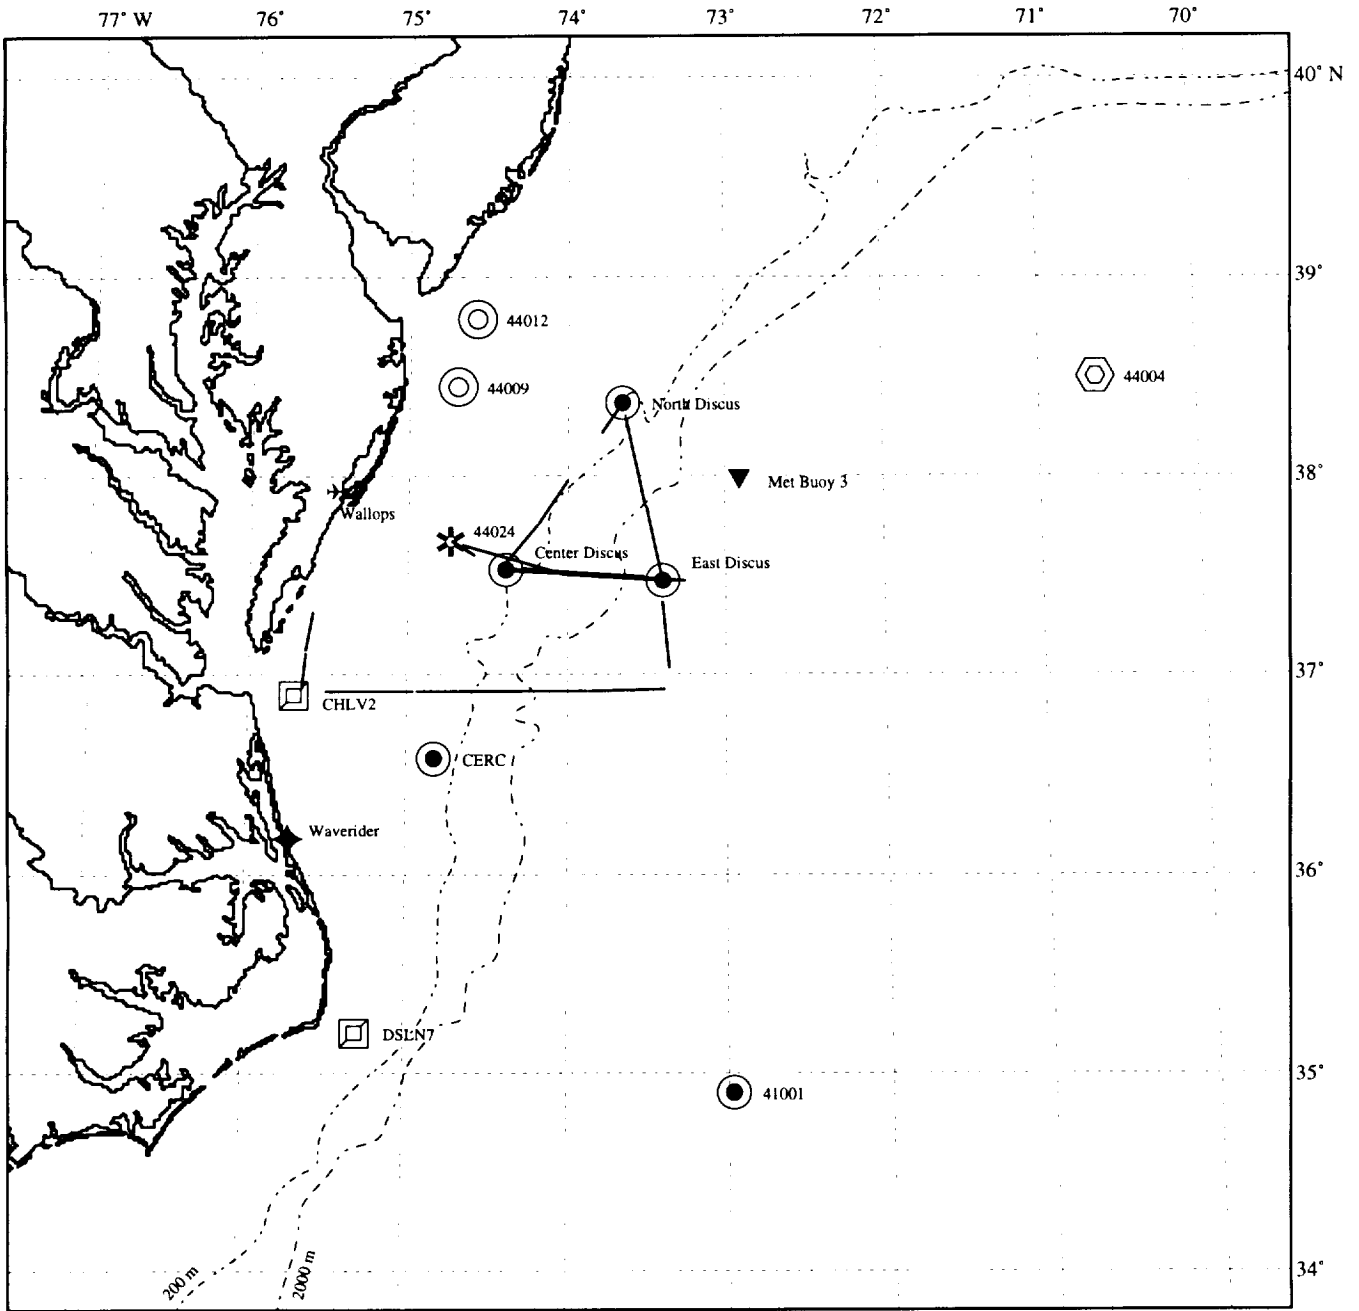 77° W 76° 75° 74° 73° 72° 71° 70°
40° N
39°
44012
44004
44009
North Discus
38°
Met Buoy 3
Wallops
44024
Center Discus
East Discus
37°
CHLV2
CERC
Waverider
36°
DSLN7
35°
41001
34°
200 m
2000 m